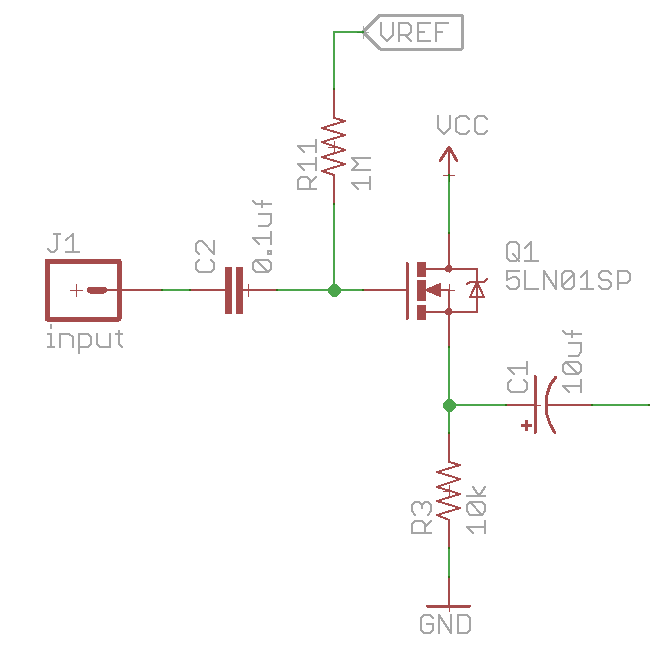 VREF
VCC
R11
1M
J1
C2
0.1uf
Q1
5LN01SP
input
C1
10uf
+
R3
10k
GND